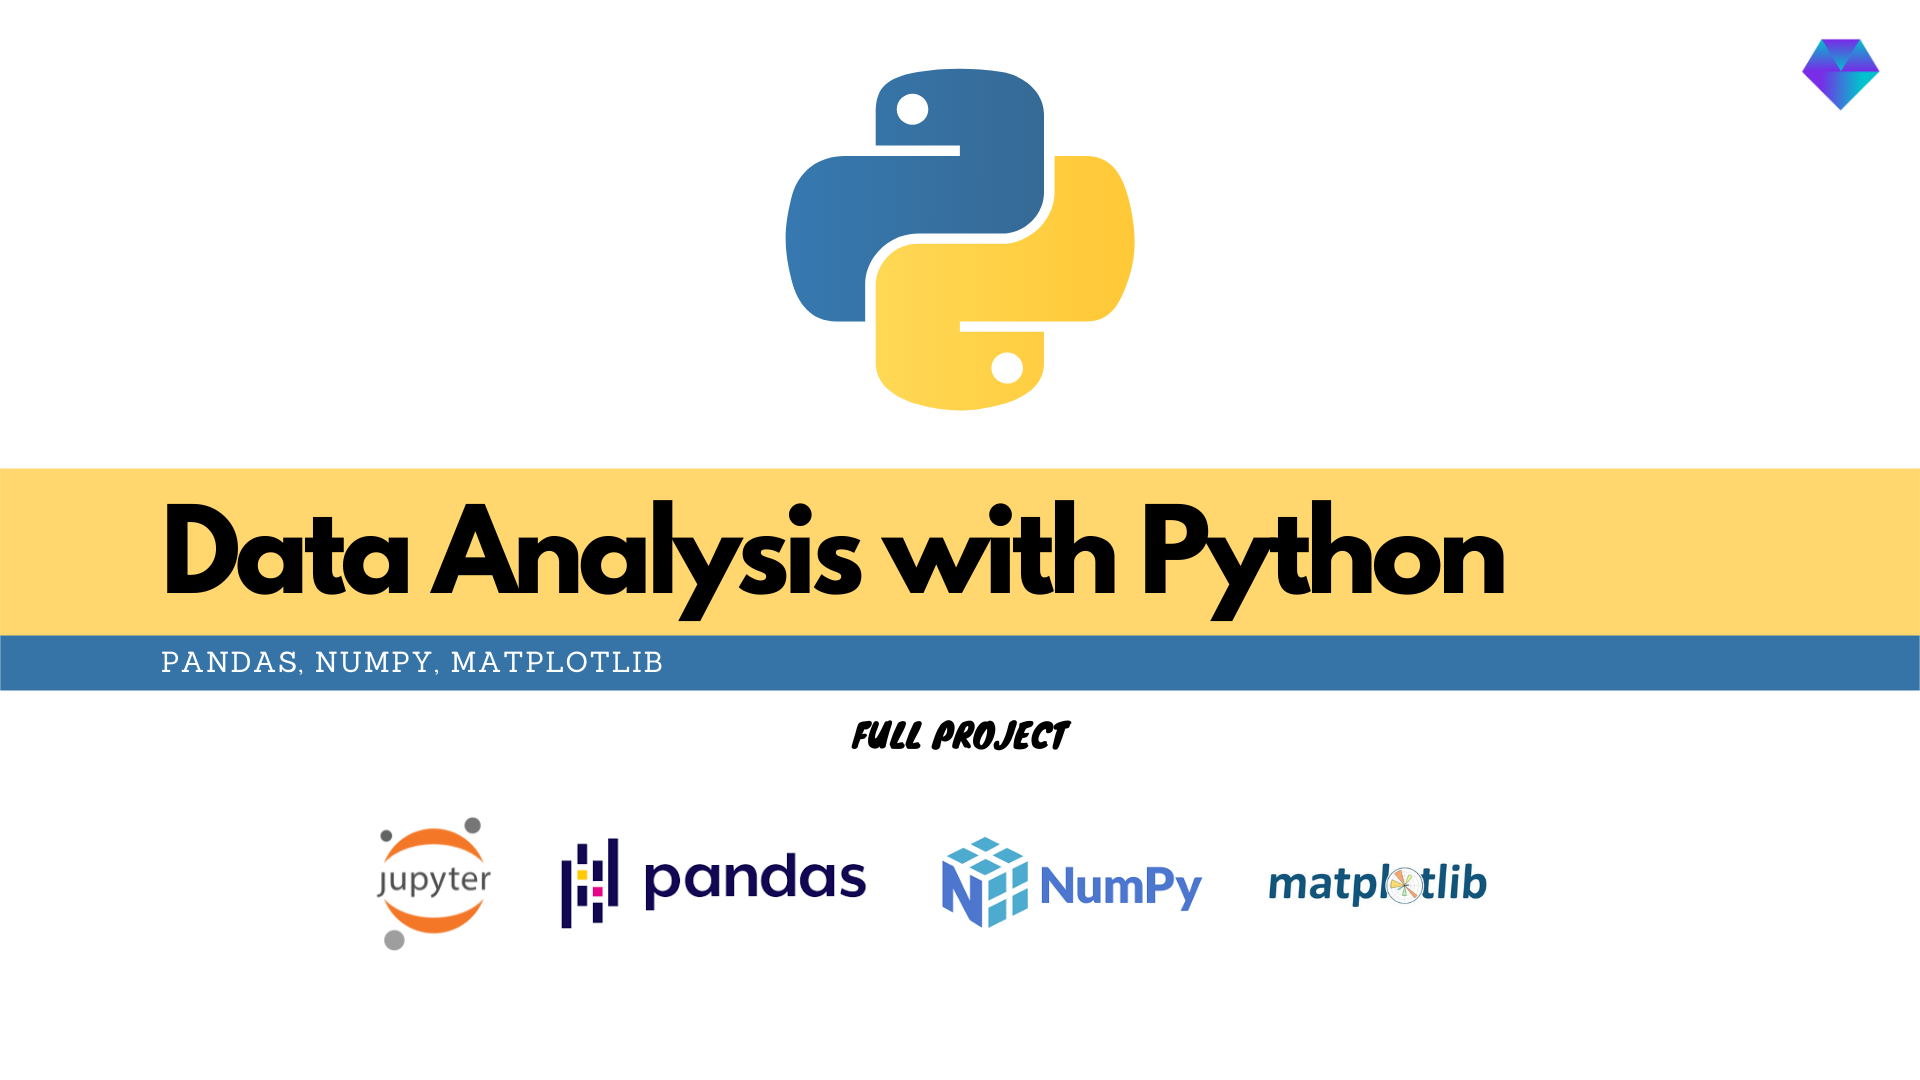 Data Analysis with Python
PANDAS, NUMPY, MATPLOTLIB
FULL PROJECT
jupyter pandas NumPy matplotlib